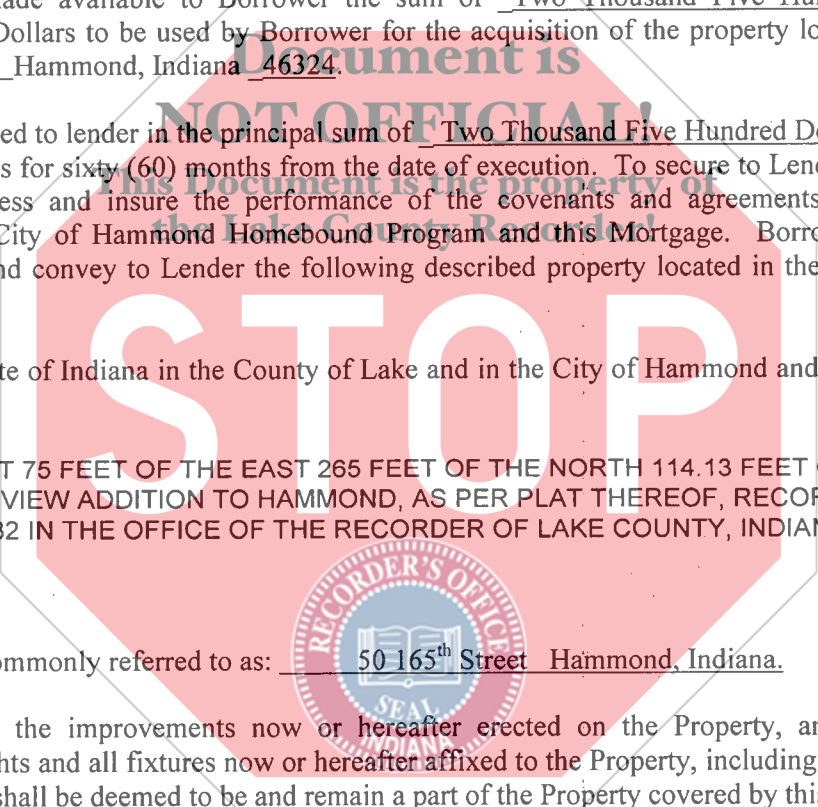 made available to Borrower the sum of Two Thousand Five Hun
Dollars to be used by Borrower for the acquisition of the property lo
Hammond, Indiana 46324.
Document is
NOT OFFICIAL!
This Document is the property of
the Lake County Recorder!
ed to lender in the principal sum of Two Thousand Five Hundred Do
s for sixty (60) months from the date of execution. To secure to Lend
ess and insure the performance of the covenants and agreements
City of Hammond Homebound Program and this Mortgage. Borro
nd convey to Lender the following described property located in the
STOP
te of Indiana in the County of Lake and in the City of Hammond and
T 75 FEET OF THE EAST 265 FEET OF THE NORTH 114.13 FEET
VIEW ADDITION TO HAMMOND, AS PER PLAT THEREOF, RECOR
32 IN THE OFFICE OF THE RECORDER OF LAKE COUNTY, INDIAN
RECORDER'S OFFICE
SEAL
INDIANA
ommonly referred to as: 50 165th Street Hammond, Indiana.
the improvements now or hereafter erected on the Property, an
hts and all fixtures now or hereafter affixed to the Property, including
shall be deemed to be and remain a part of the Property covered by this